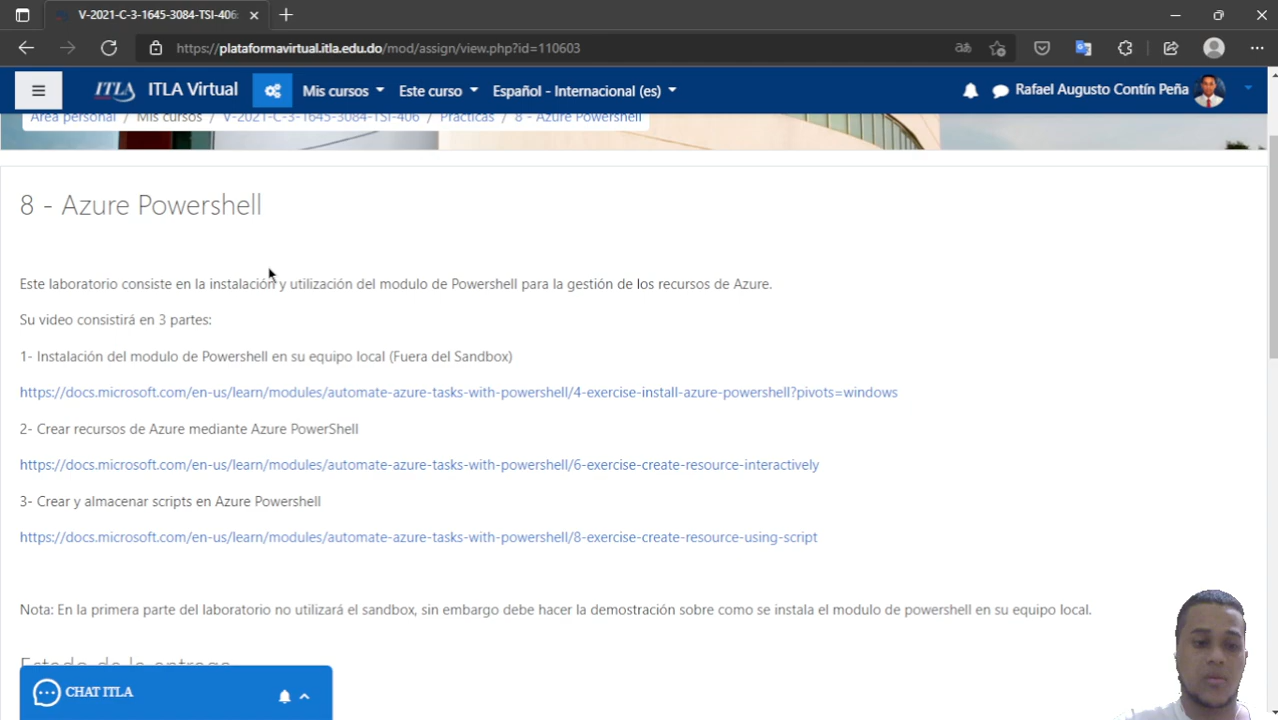 V-2021-C-3-1645-3084-TSI-406:
https://plataformavirtual.itla.edu.do/mod/assign/view.php?id=110603
ITLA ITLA Virtual Mis cursos Este curso Español - Internacional (es) Rafael Augusto Contín Peña
Área personal / Mis cursos / V-2021-C-3-1645-3084-TSI-406 / Prácticas / 8 - Azure Powershell
8 - Azure Powershell
Este laboratorio consiste en la instalación y utilización del modulo de Powershell para la gestión de los recursos de Azure.
Su video consistirá en 3 partes:
1- Instalación del modulo de Powershell en su equipo local (Fuera del Sandbox)
https://docs.microsoft.com/en-us/learn/modules/automate-azure-tasks-with-powershell/4-exercise-install-azure-powershell?pivots=windows
2- Crear recursos de Azure mediante Azure PowerShell
https://docs.microsoft.com/en-us/learn/modules/automate-azure-tasks-with-powershell/6-exercise-create-resource-interactively
3- Crear y almacenar scripts en Azure Powershell
https://docs.microsoft.com/en-us/learn/modules/automate-azure-tasks-with-powershell/8-exercise-create-resource-using-script
Nota: En la primera parte del laboratorio no utilizará el sandbox, sin embargo debe hacer la demostración sobre como se instala el modulo de powershell en su equipo local.
Estado de la entrega
CHAT ITLA